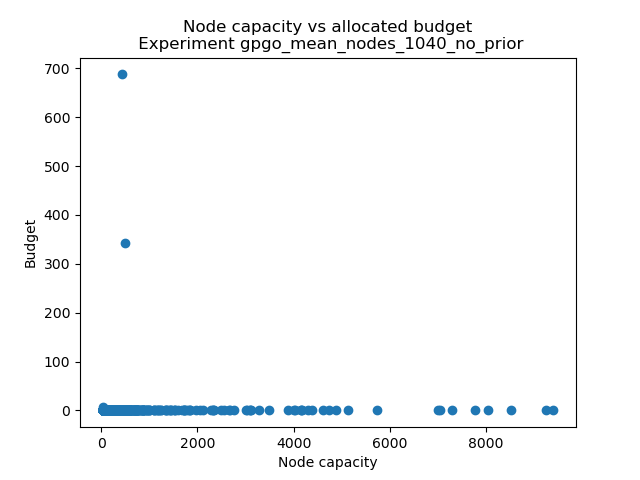 Node capacity vs allocated budget
Experiment gpgo_mean_nodes_1040_no_prior
700
600
500
400
300
200
100
0
Budget
0 2000 4000 6000 8000
Node capacity